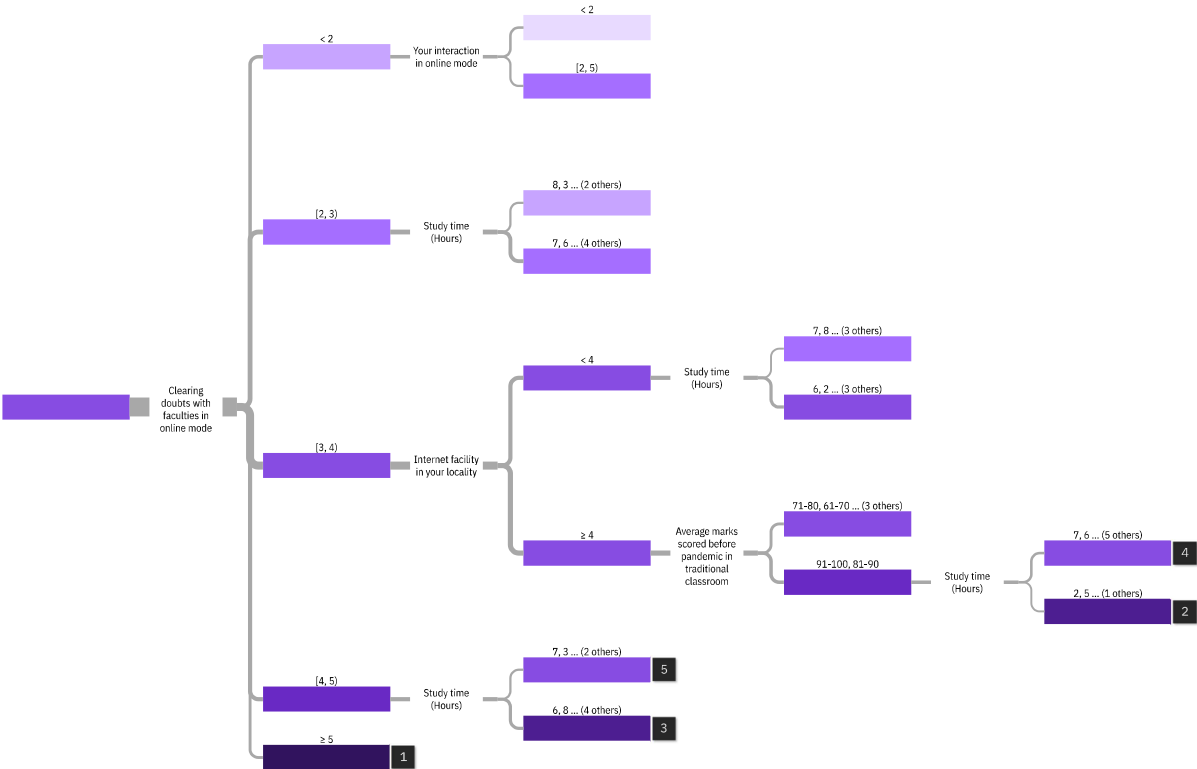 < 2
< 2
Your interaction
in online mode
[2, 5)
8, 3 ... (2 others)
[2, 3)
Study time
(Hours)
7, 6 ... (4 others)
7, 8 ... (3 others)
< 4
Study time
(Hours)
6, 2 ... (3 others)
Clearing
doubts with
faculties in
online mode
[3, 4)
Internet facility
in your locality
71-80, 61-70 ... (3 others)
≥ 4
Average marks
scored before
pandemic in
traditional
classroom
91-100, 81-90
7, 6 ... (5 others)
4
Study time
(Hours)
2, 5 ... (1 others)
2
7, 3 ... (2 others)
5
[4, 5)
Study time
(Hours)
6, 8 ... (4 others)
3
≥ 5
1